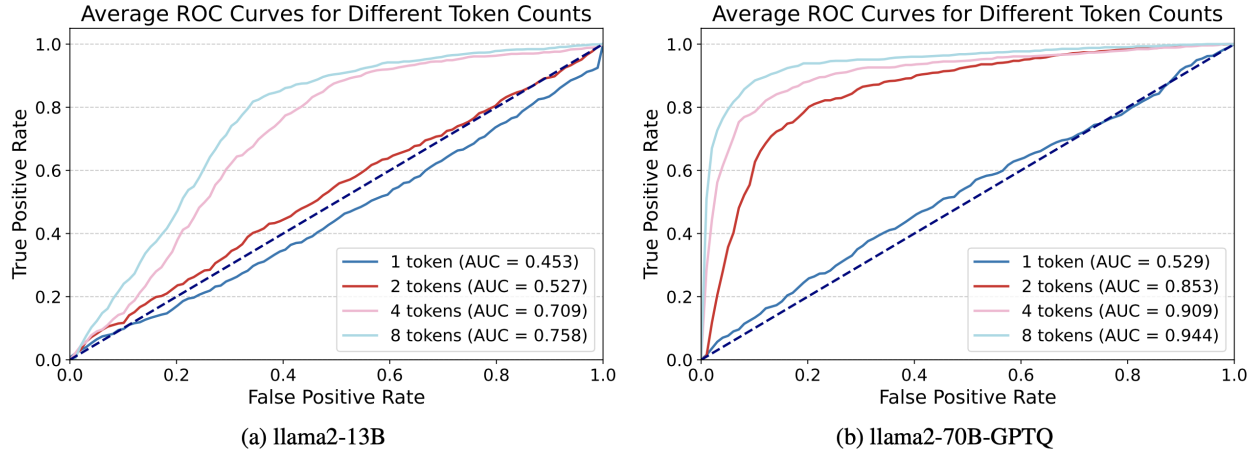 Average ROC Curves for Different Token Counts
True Positive Rate
1.0
0.8
0.6
0.4
0.2
0.0
1 token (AUC = 0.453)
2 tokens (AUC = 0.527)
4 tokens (AUC = 0.709)
8 tokens (AUC = 0.758)
0.0 0.2 0.4 0.6 0.8 1.0
False Positive Rate
(a) llama2-13B
Average ROC Curves for Different Token Counts
True Positive Rate
1.0
0.8
0.6
0.4
0.2
0.0
1 token (AUC = 0.529)
2 tokens (AUC = 0.853)
4 tokens (AUC = 0.909)
8 tokens (AUC = 0.944)
0.0 0.2 0.4 0.6 0.8 1.0
False Positive Rate
(b) llama2-70B-GPTQ